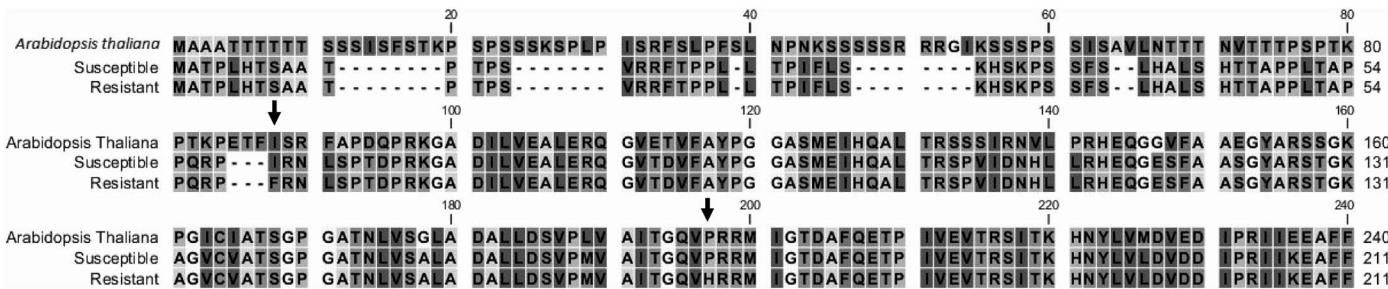 20 40 60 80
Arabidopsis thaliana MAAATTTTTT SSSISFSTKP SPSSSKSPLP ISRFSLPFSL NPNKSSSSSR RRGIKSSSPS SISAVLNTTT NVTTTPSPTK 80
Susceptible MATPLHTSAA T--------P TPS------- VRRFTPPL-L TPIFLS---- ----KHSKPS SFS--LHALS HTTAPPLTAP 54
Resistant MATPLHTSAA T--------P TPS------- VRRFTPPL-L TPIFLS---- ----KHSKPS SFS--LHALS HTTAPPLTAP 54
100 120 140 160
Arabidopsis Thaliana PTKPETFISR FAPDQPRKGA DILVEALERQ GVETVFAYPG GASMEIHQAL TRSSSIRNVL PRHEQGGVFA AEGYARSSGK 160
Susceptible PQRP---IRN LSPTDPRKGA DILVEALERQ GVTDVFAYPG GASMEIHQAL TRSPVIDNHL LRHEQGESFA ASGYARSTGK 131
Resistant PQRP---FRN LSPTDPRKGA DILVEALERQ GVTDVFAYPG GASMEIHQAL TRSPVIDNHL LRHEQGESFA ASGYARSTGK 131
180 200 220 240
Arabidopsis Thaliana PGICIATSGP GATNLVSGLA DALLDSVPLV AITGQVPRRM IGTDAFQETP IVEVTRSITK HNYLVMDVED IPRIIEEAFF 240
Susceptible AGVCVATSGP GATNLVSALA DALLDSVPMV AITGQVPRRM IGTDAFQETP IVEVTRSITK HNYLVLDVDD IPRIIKEAFF 211
Resistant AGVCVATSGP GATNLVSALA DALLDSVPMV AITGQVHRRM IGTDAFQETP IVEVTRSITK HNYLVLDVDD IPRIIKEAFF 211